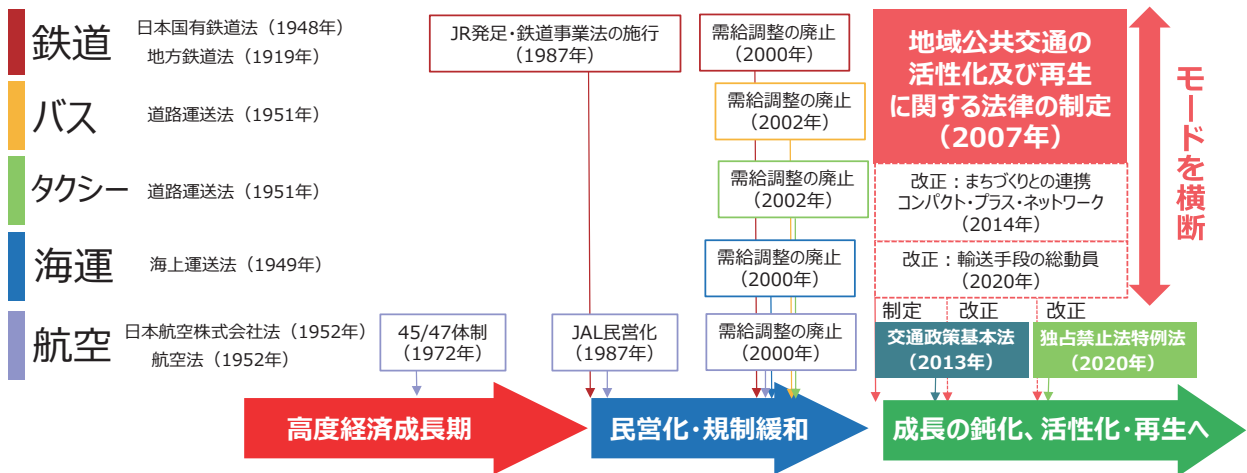 鉄道
日本国有鉄道法（1948年）
地方鉄道法（1919年）
JR発足・鉄道事業法の施行
（1987年）
需給調整の廃止
（2000年）
バス
道路運送法（1951年）
需給調整の廃止
（2002年）
タクシー
道路運送法（1951年）
需給調整の廃止
（2002年）
海運
海上運送法（1949年）
需給調整の廃止
（2000年）
航空
日本航空株式会社法（1952年）
航空法（1952年）
45/47体制
（1972年）
JAL民営化
（1987年）
需給調整の廃止
（2000年）
地域公共交通の
活性化及び再生
に関する法律の制定
（2007年）
改正：まちづくりとの連携
コンパクト・プラス・ネットワーク
（2014年）
改正：輸送手段の総動員
（2020年）
モードを横断
制定
改正
改正
交通政策基本法
（2013年）
独占禁止法特例法
（2020年）
高度経済成長期
民営化・規制緩和
成長の鈍化、活性化・再生へ